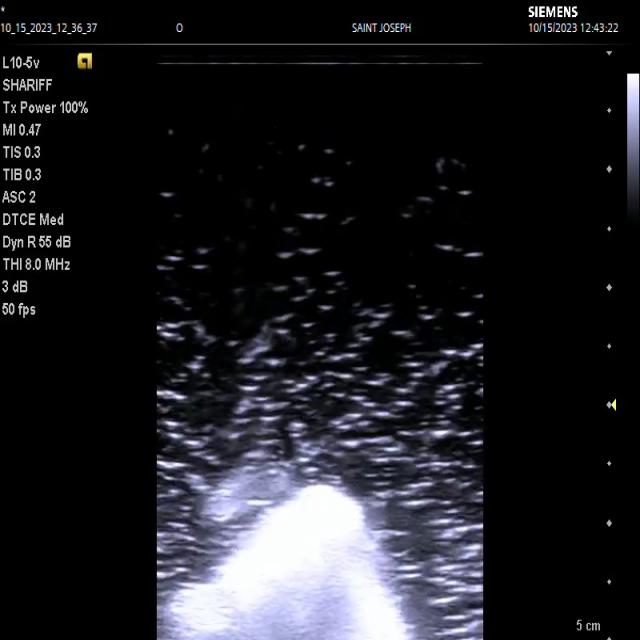 *
SIEMENS
10_15_2023_12_36_37 O SAINT JOSEPH 10/15/2023 12:43:22
L10-5v
SHARIFF
Tx Power 100%
MI 0.47
TIS 0.3
TIB 0.3
ASC 2
DTCE Med
Dyn R 55 dB
THI 8.0 MHz
3 dB
50 fps
5 cm